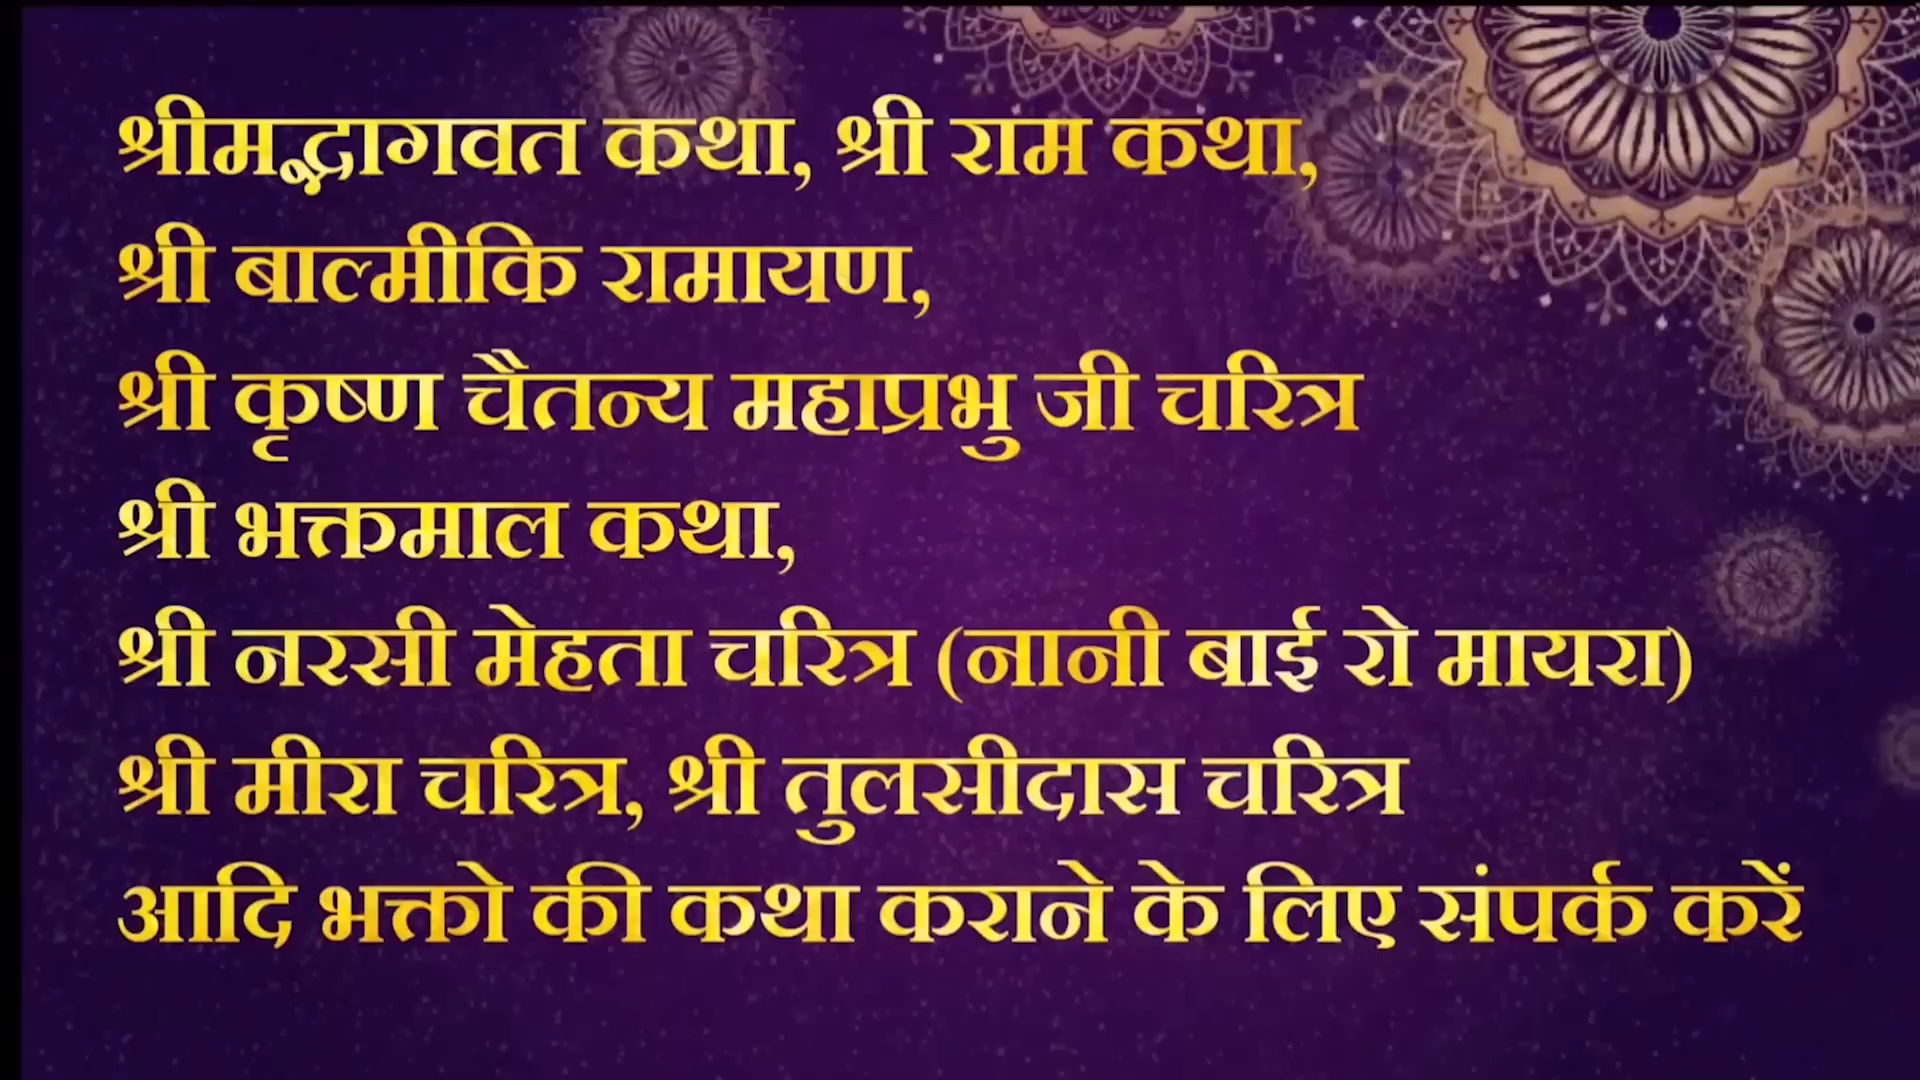 श्रीमद्भागवत कथा, श्री राम कथा,
श्री बाल्मीकि रामायण,
श्री कृष्ण चैतन्य महाप्रभु जी चरित्र
श्री भक्तमाल कथा,
श्री नरसी मेहता चरित्र (नानी बाई रो मायरा)
श्री मीरा चरित्र, श्री तुलसीदास चरित्र
आदि भक्तो की कथा कराने के लिए संपर्क करें